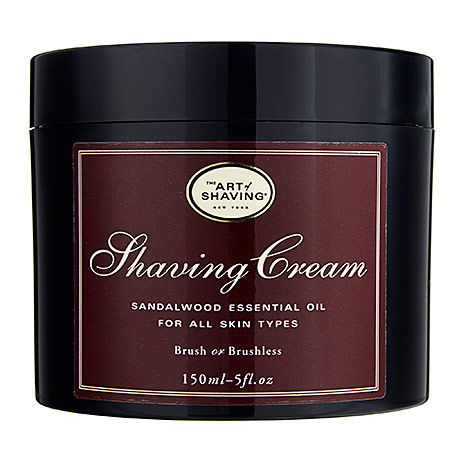 THE
ART of
SHAVING®
NEW YORK
Shaving Cream
SANDALWOOD ESSENTIAL OIL
FOR ALL SKIN TYPES
Brush or Brushless
150ml–5fl.oz